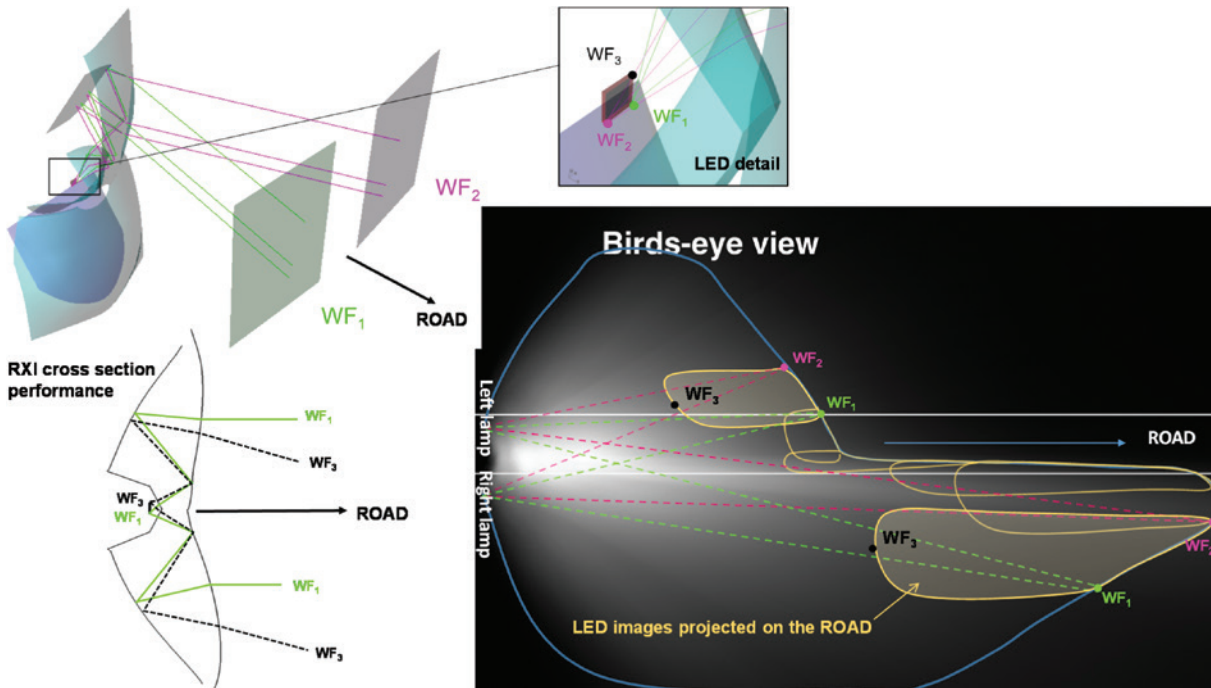 WF3
WF1
WF2
LED detail
WF2
WF1
ROAD
RXI cross section
performance
WF1
WF3
WF3
WF1
ROAD
WF1
WF3
Birds-eye view
Left lamp
Right lamp
WF2
WF3
WF1
ROAD
WF3
WF2
WF1
LED images projected on the ROAD